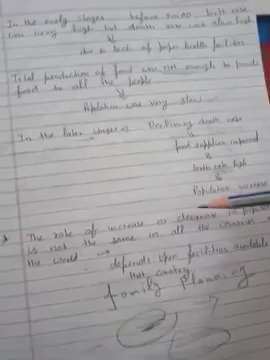 In the early stages before 20000, birth rate
was very high but death rate was also high
due to lack of proper health facilities
Total production of food was not enough to provide
food to all the people
Population was very slow
In the later stages → Declining death rate
food supplies improved
birth rate high
Population increase
The rate of increase or decrease in popu
is not the same in all the countries
the world → depends upon facilities available
that country
family Planning